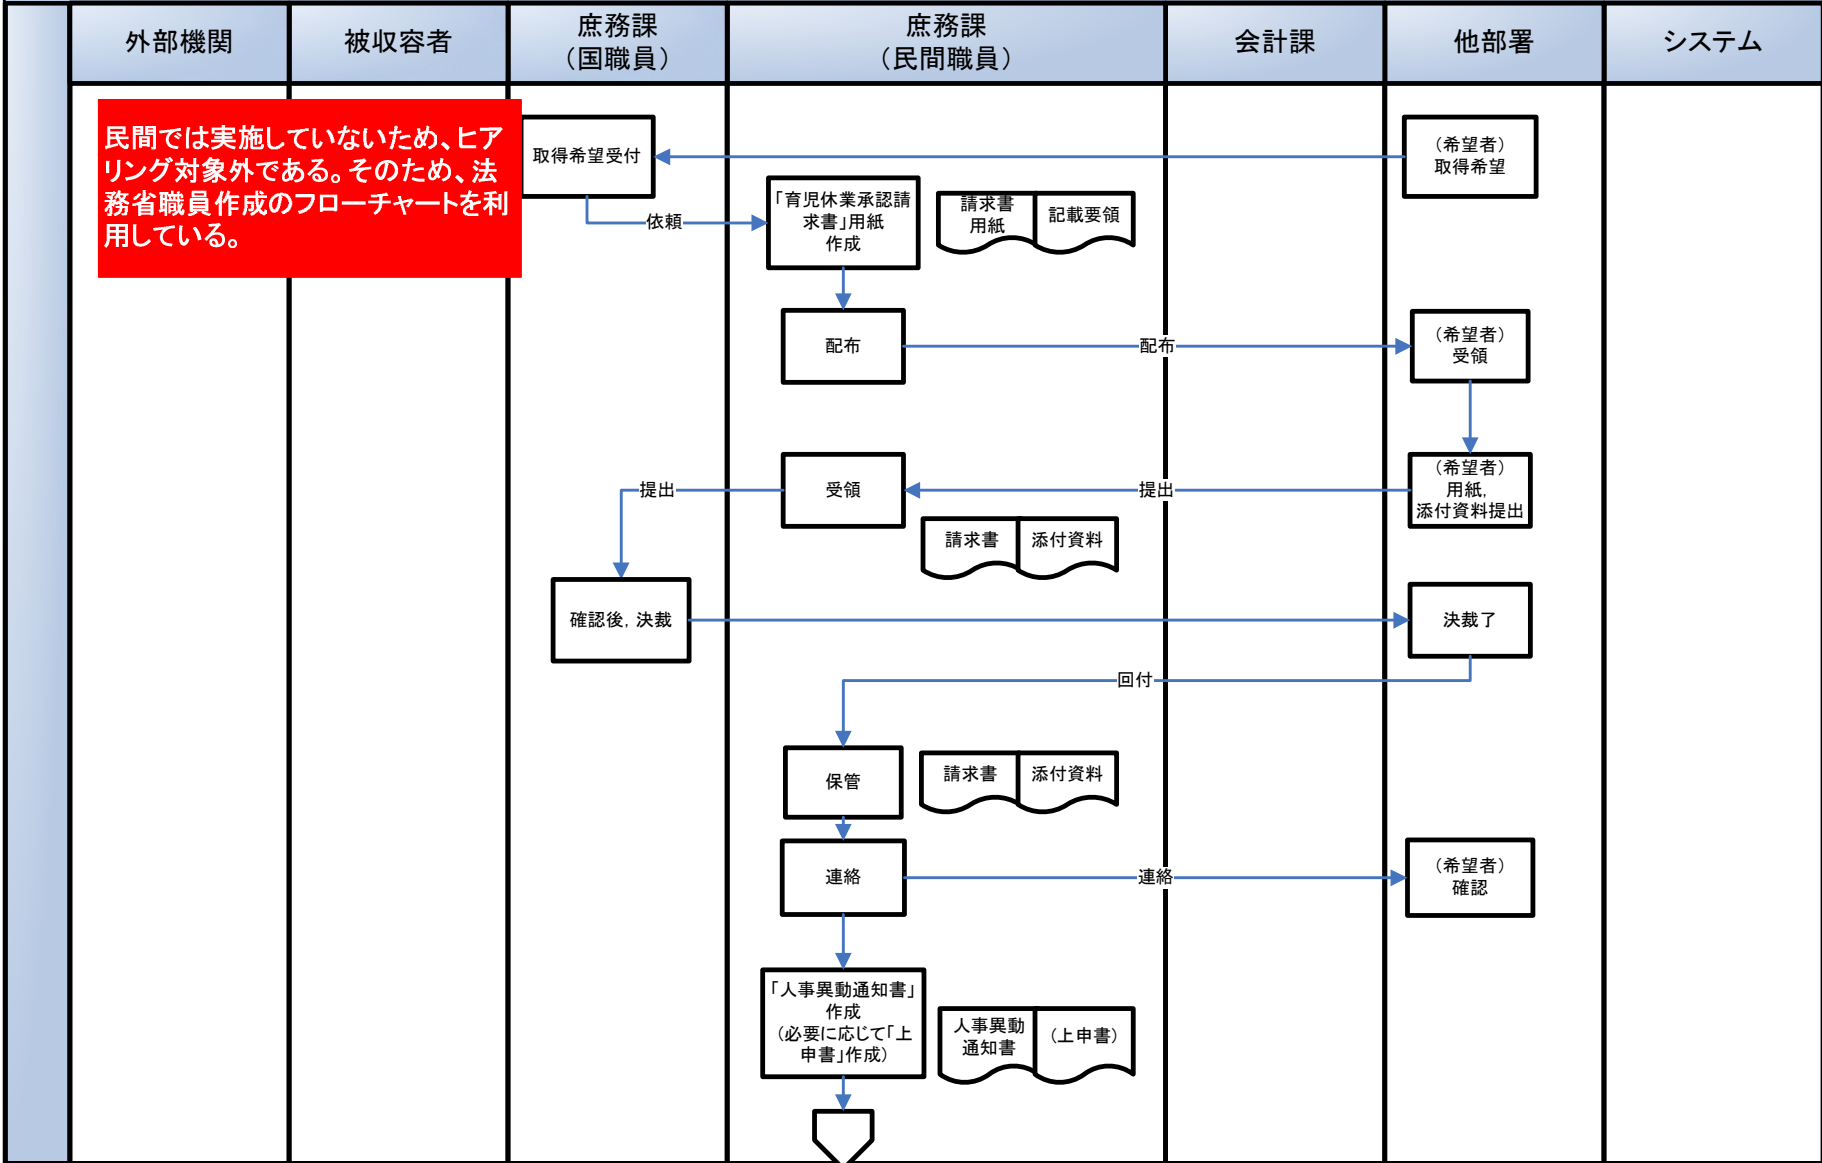 外部機関
被収容者
庶務課
（国職員）
庶務課
（民間職員）
会計課
他部署
システム
民間では実施していないため、ヒア
リング対象外である。そのため、法
務省職員作成のフローチャートを利
用している。
取得希望受付
（希望者）
取得希望
依頼
「育児休業承認請
求書」用紙
作成
請求書
用紙
記載要領
配布
配布
（希望者）
受領
提出
受領
提出
（希望者）
用紙，
添付資料提出
請求書
添付資料
確認後，決裁
決裁了
回付
保管
請求書
添付資料
連絡
連絡
（希望者）
確認
「人事異動通知書」
作成
（必要に応じて「上
申書」作成）
人事異動
通知書
（上申書）